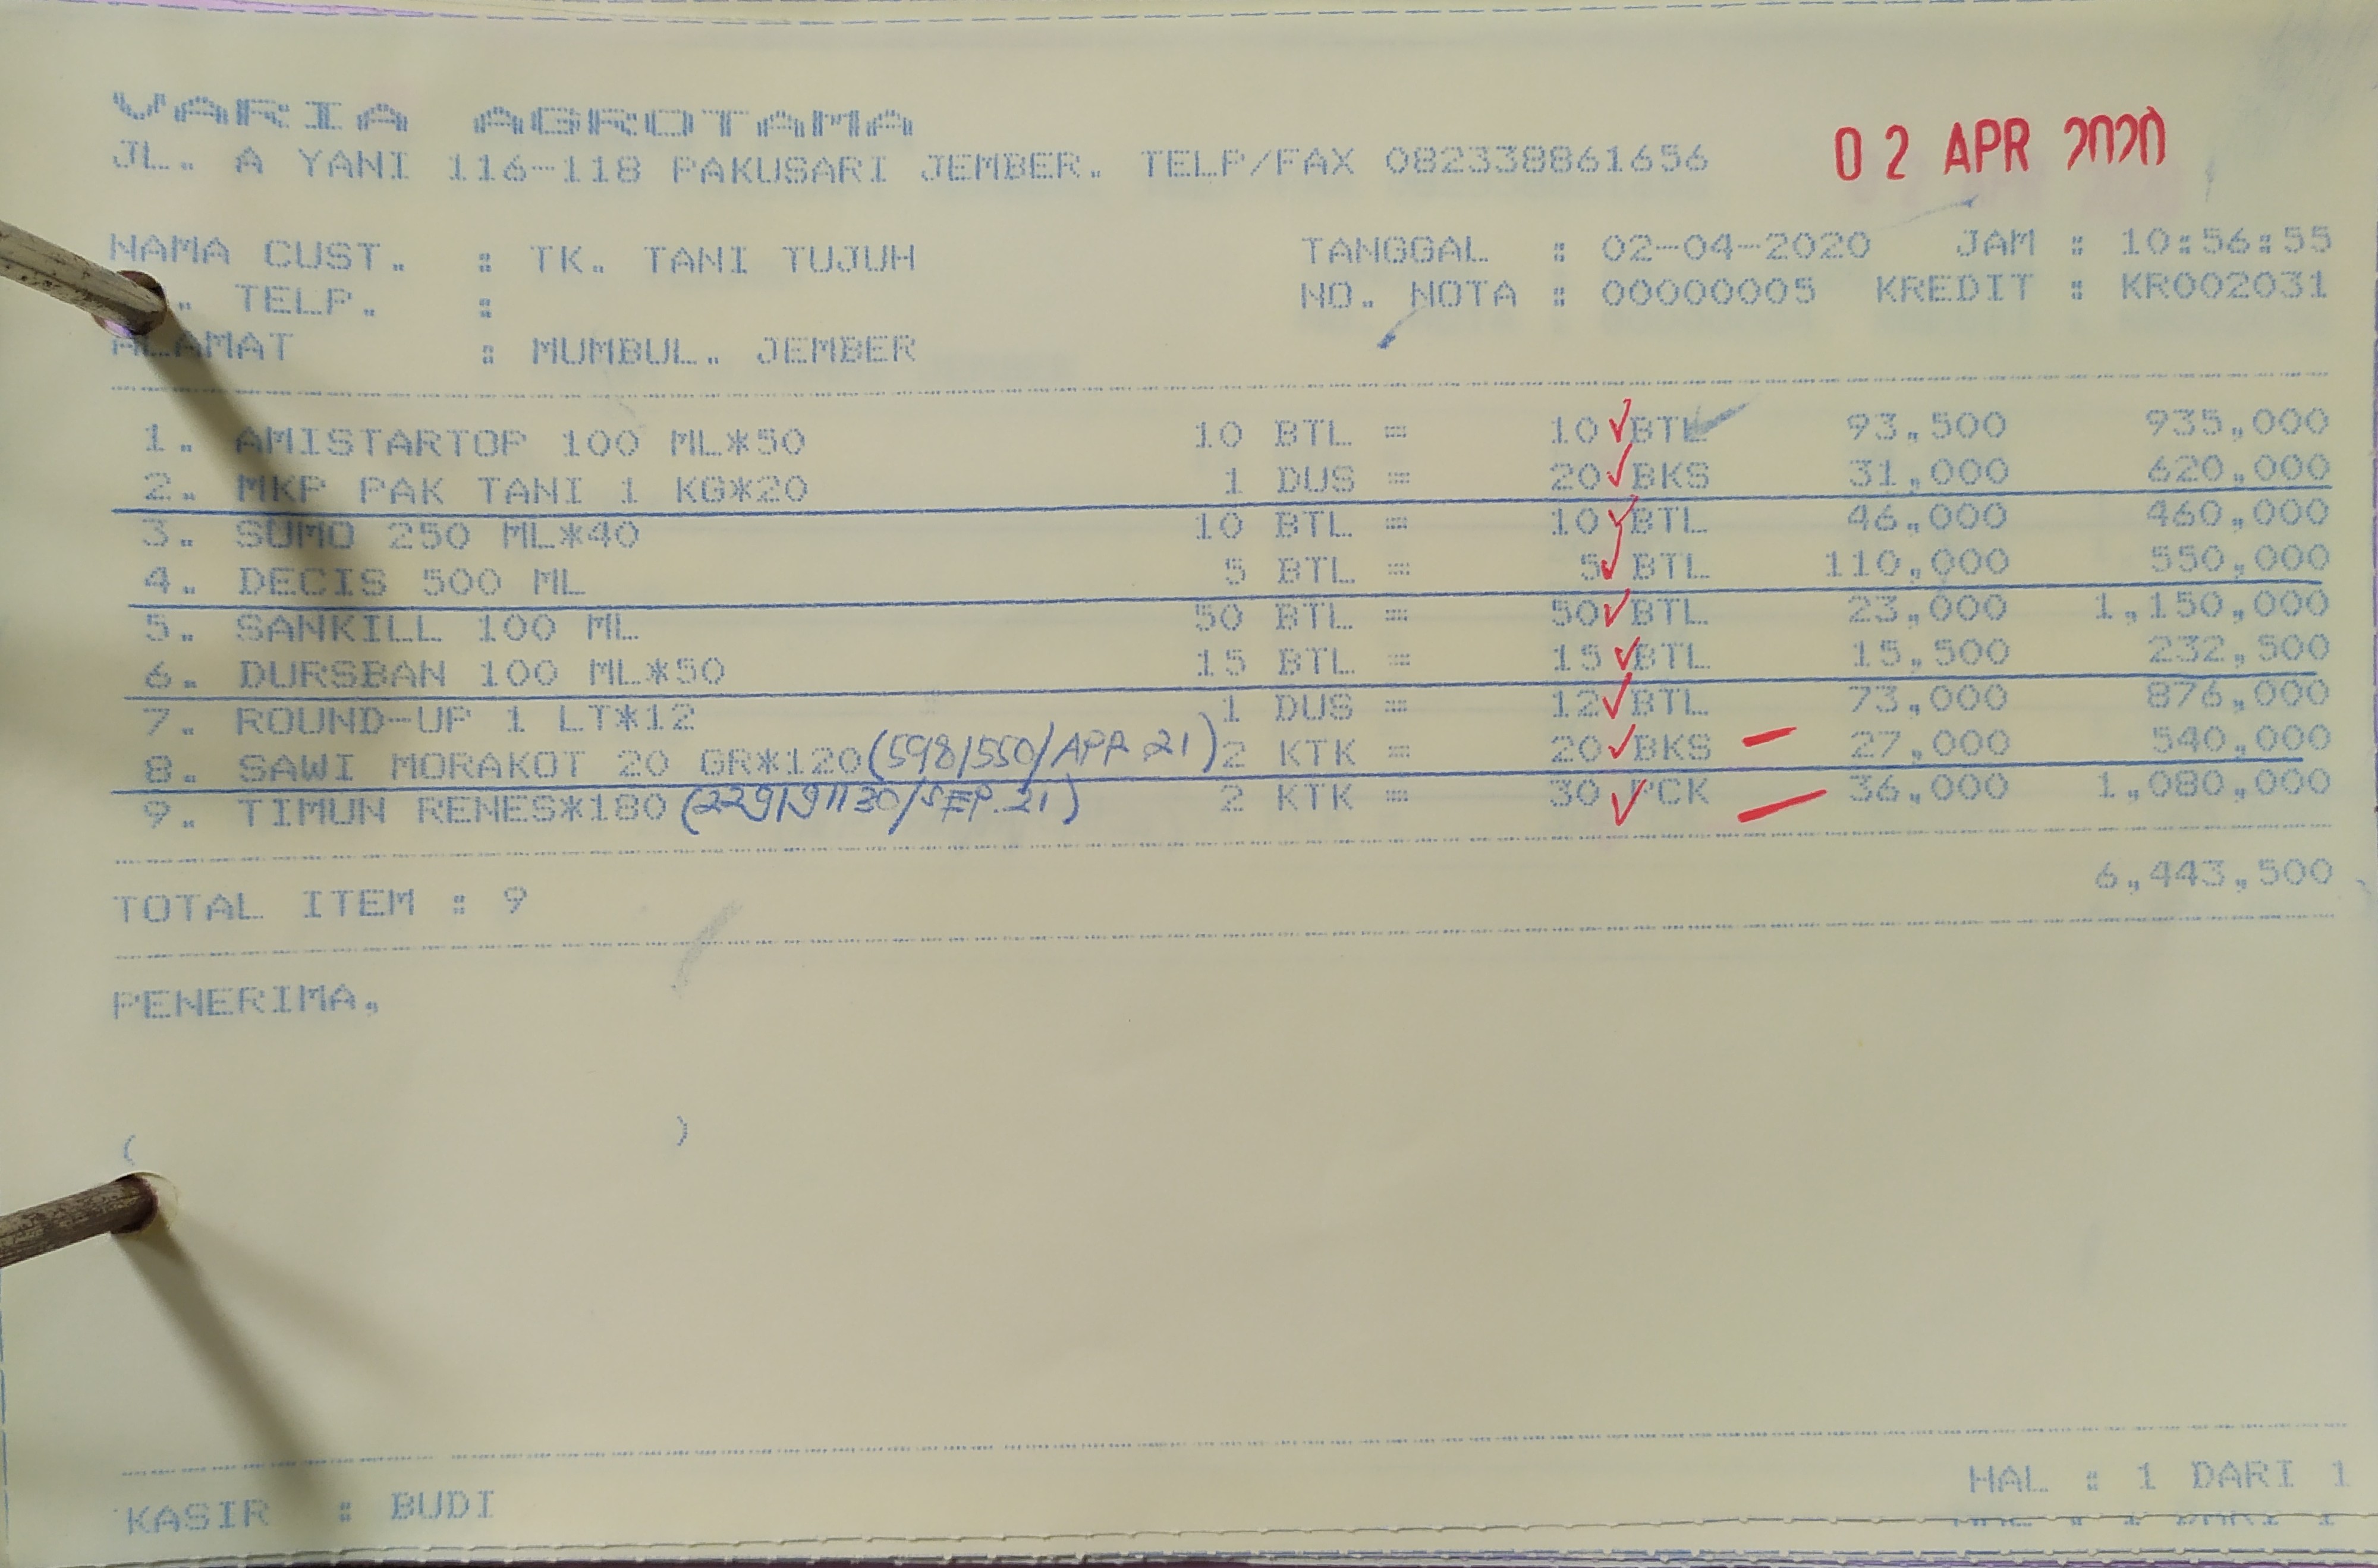 VARIA AGROTAMA
JL. A YANI 116-118 PAKUSARI JEMBER. TELP/FAX 082338861656
02 APR 2020
NAMA CUST. : TK. TANI TUJUH TANGGAL : 02-04-2020 JAM : 10:56:55
. TELP. : NO. NOTA : 00000005 KREDIT : KR002031
ALAMAT : MUMBUL. JEMBER
1. AMISTARTOP 100 ML*50 10 BTL = 10 BTL 93,500 935,000
2. MKP PAK TANI 1 KG*20 1 DUS = 20 BKS 31,000 620,000
3. SUMO 250 ML*40 10 BTL = 10 BTL 46,000 460,000
4. DECIS 500 ML 5 BTL = 5 BTL 110,000 550,000
5. SANKILL 100 ML 50 BTL = 50 BTL 23,000 1,150,000
6. DURSBAN 100 ML*50 15 BTL = 15 BTL 15,500 232,500
7. ROUND-UP 1 LT*12 1 DUS = 12 BTL 73,000 876,000
8. SAWI MORAKOT 20 GR*120 (598/550/APR 21) 2 KTK = 20 BKS 27,000 540,000
9. TIMUN RENES*180 ( SEP. 21) 2 KTK = 30 PCK 36,000 1,080,000
6,443,500
TOTAL ITEM : 9
PENERIMA,
( )
KASIR : BUDI HAL : 1 DARI 1